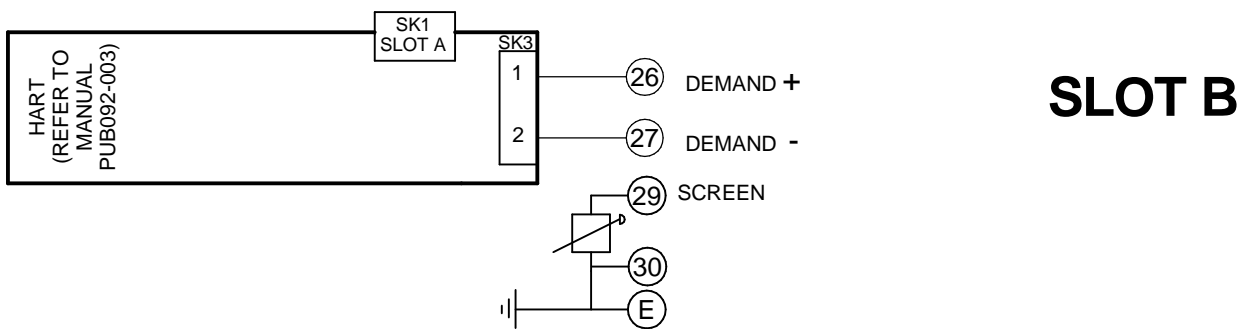 SK1
SLOT A
SK3
HART
(REFER TO
MANUAL
PUB092-003)
1
26 DEMAND +
2
27 DEMAND -
29 SCREEN
30
E
SLOT B